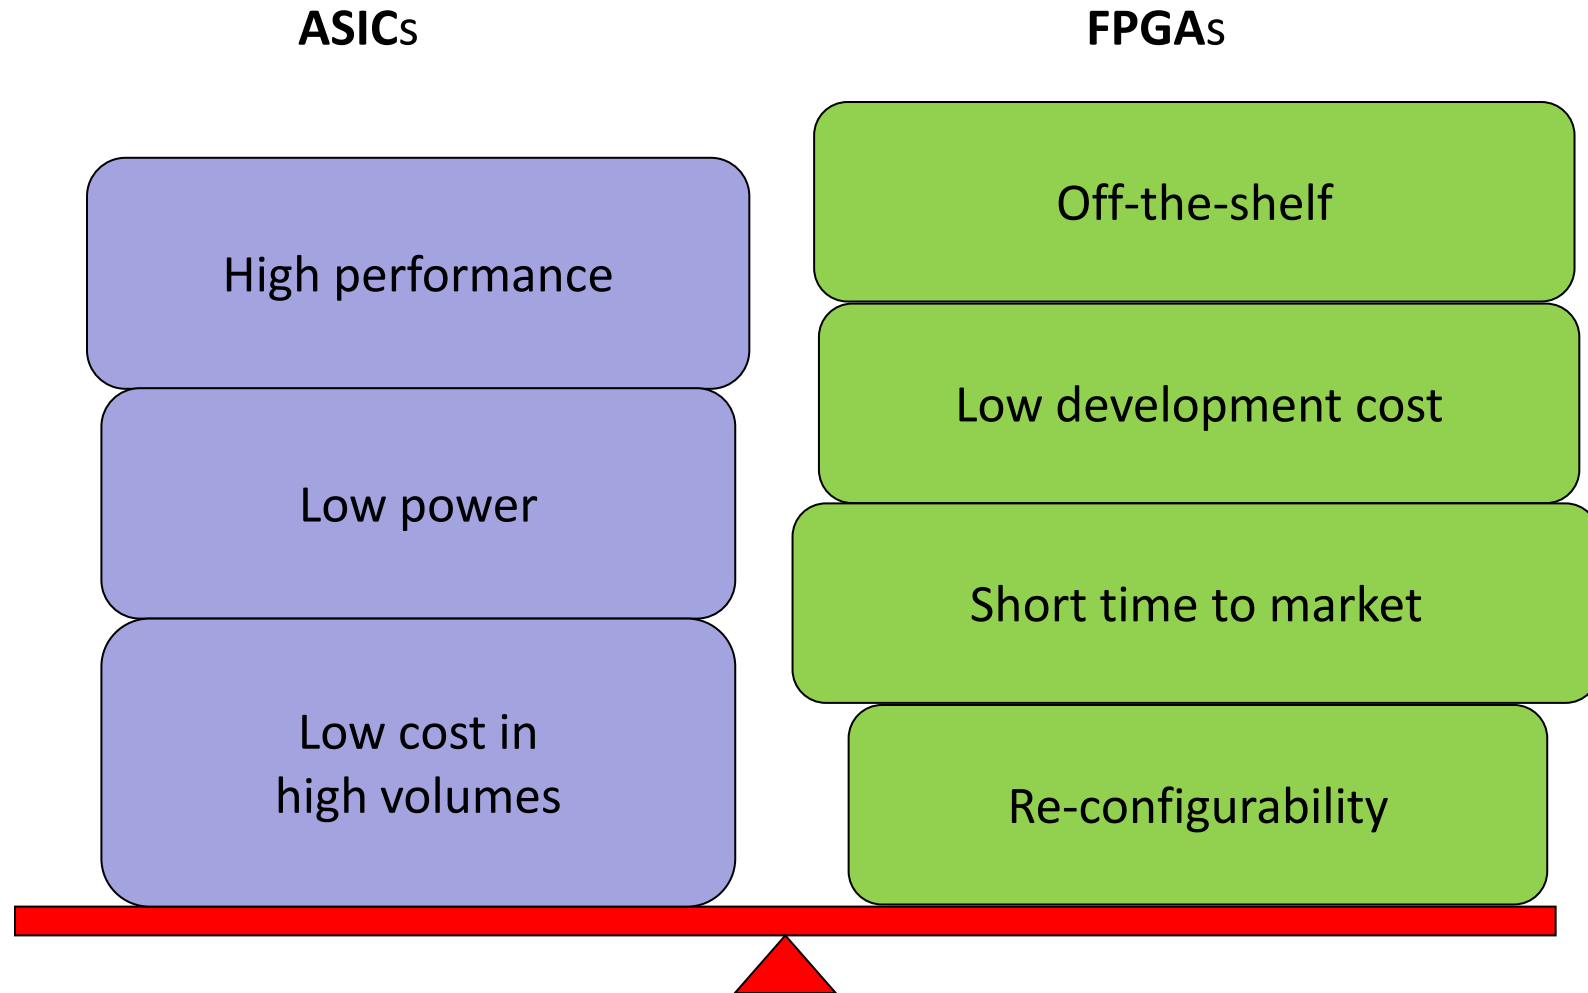 ASICs
FPGAs
High performance
Low power
Low cost in
high volumes
Off-the-shelf
Low development cost
Short time to market
Re-configurability